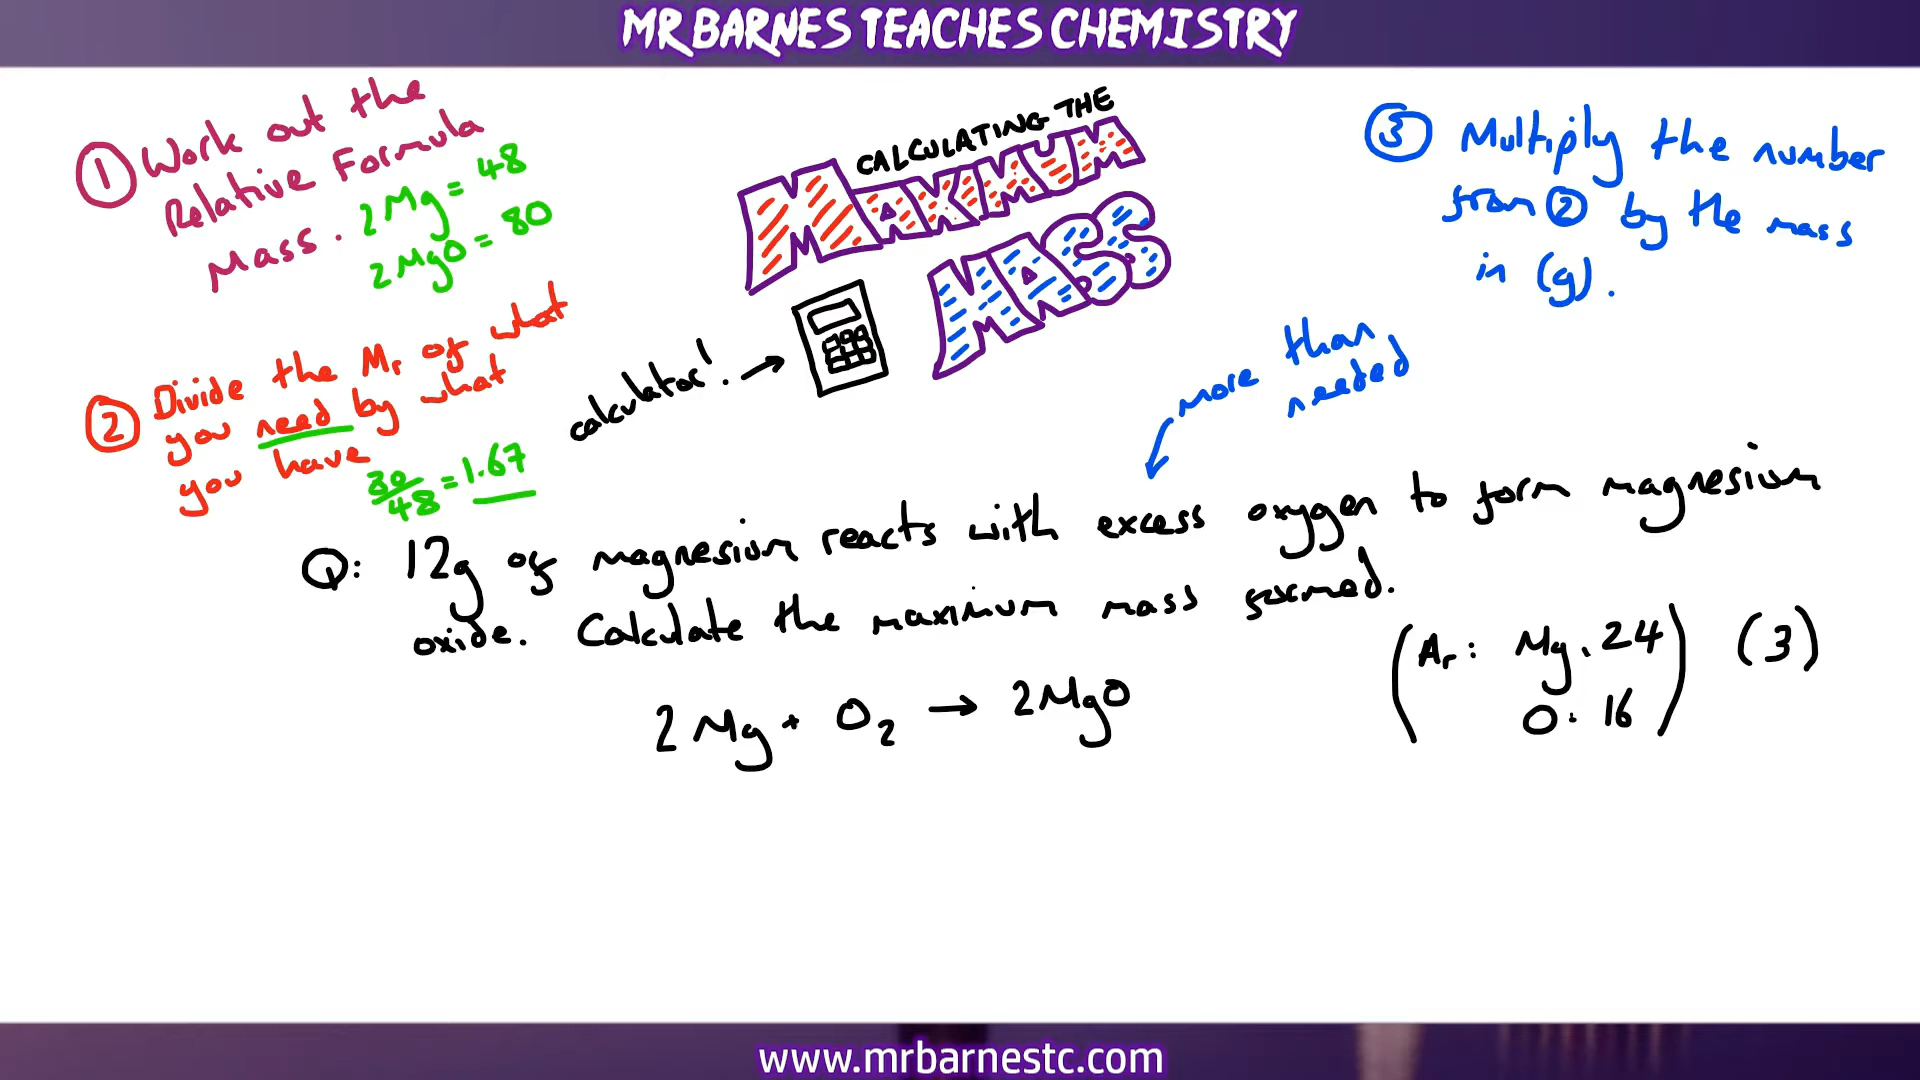 MR BARNES TEACHES CHEMISTRY
① Work out the
Relative Formula
Mass.
2Mg = 48
2MgO = 80
② Divide the Mr of what
you need by what
you have
80/48 = 1.67
CALCULATING THE
MAXIMUM
MASS
calculator! →
③ Multiply the number
from ② by the mass
in (g).
more than
needed
Q: 12g of magnesium reacts with excess oxygen to form magnesium
oxide. Calculate the maximum mass formed.
(Ar: Mg. 24
O: 16) (3)
2Mg + O₂ → 2MgO
www.mrbarnestc.com